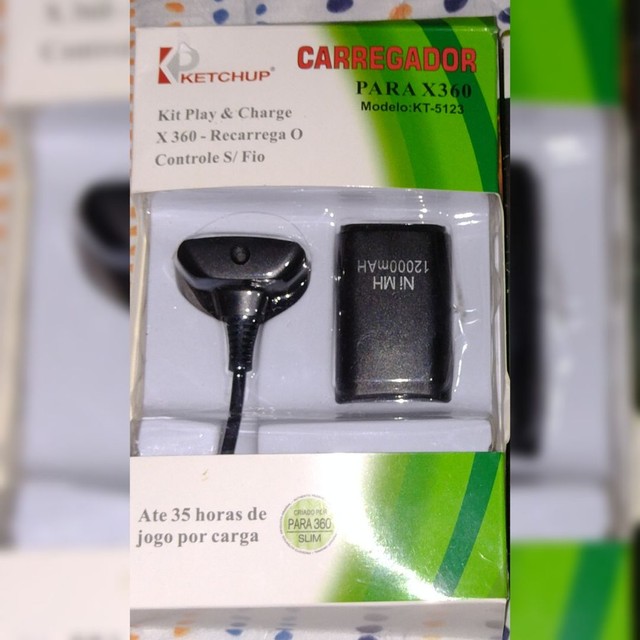 KETCHUP®
CARREGADOR
PARA X360
Modelo:KT-5123
Kit Play & Charge
X 360 - Recarrega O
Controle S/ Fio
Ni MH
12000mAH
Ate 35 horas de
jogo por carga
PARA 360
SLIM